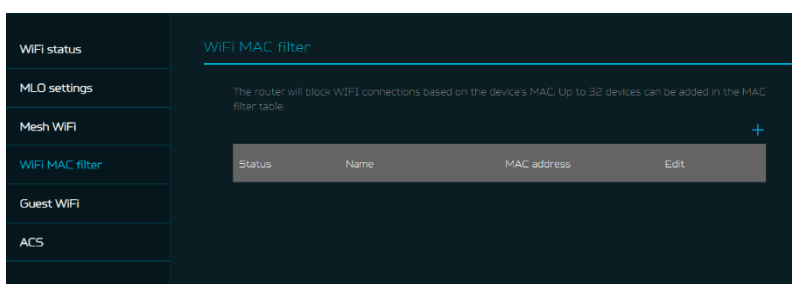 WiFi status
MLO settings
Mesh WiFi
WiFi MAC filter
Guest WiFi
ACS
WiFi MAC filter
The router will block WIFI connections based on the device's MAC. Up to 32 devices can be added in the MAC
filter table.
+
Status Name MAC address Edit